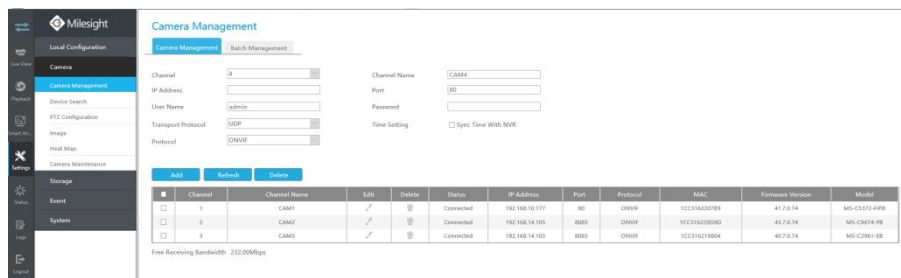 Milesight
Live View
Playback
Smart An...
Settings
Status
Logs
Logout
Local Configuration
Camera
Camera Management
Device Search
PTZ Configuration
Image
Heat Map
Camera Maintenance
Storage
Event
System
Camera Management
Camera Management Batch Management
Channel 4 Channel Name CAM4
IP Address Port 80
User Name admin Password
Transport Protocol UDP Time Setting Sync Time With NVR
Protocol ONVIF
Add Refresh Delete
Channel Channel Name Edit Delete Status IP Address Port Protocol MAC Firmware Version Model
1 CAM1 Connected 192.168.10.177 80 ONVIF 1CC3162207B9 41.7.0.74 MS-C5372-FIPB
2 CAM2 Connected 192.168.14.105 8085 ONVIF 1CC316220D8D 43.7.0.74 MS-C9674-PB
3 CAM3 Connected 192.168.14.103 8083 ONVIF 1CC316219804 40.7.0.74 MS-C2961-EB
Free Receiving Bandwidth 232.00Mbps